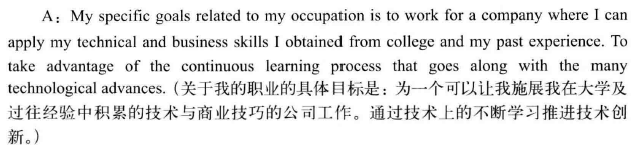 A：My specific goals related to my occupation is to work for a company where I can
apply my technical and business skills I obtained from college and my past experience. To
take advantage of the continuous learning process that goes along with the many
technological advances.（关于我的职业的具体目标是：为一个可以让我施展我在大学及
过往经验中积累的技术与商业技巧的公司工作。通过技术上的不断学习推进技术创
新。）